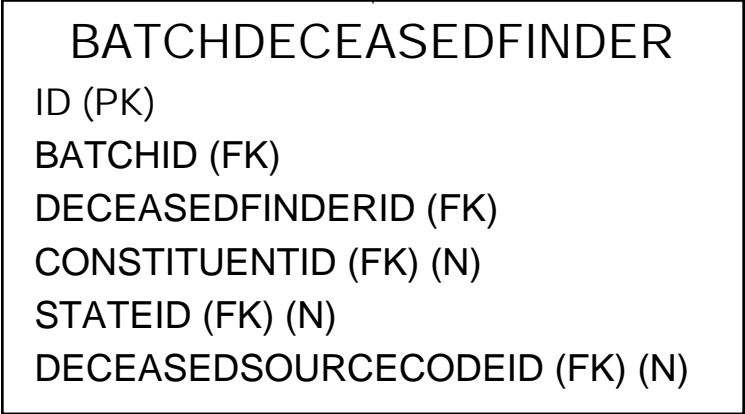 BATCHDECEASEDFINDER
ID (PK)
BATCHID (FK)
DECEASEDFINDERID (FK)
CONSTITUENTID (FK) (N)
STATEID (FK) (N)
DECEASEDSOURCECODEID (FK) (N)